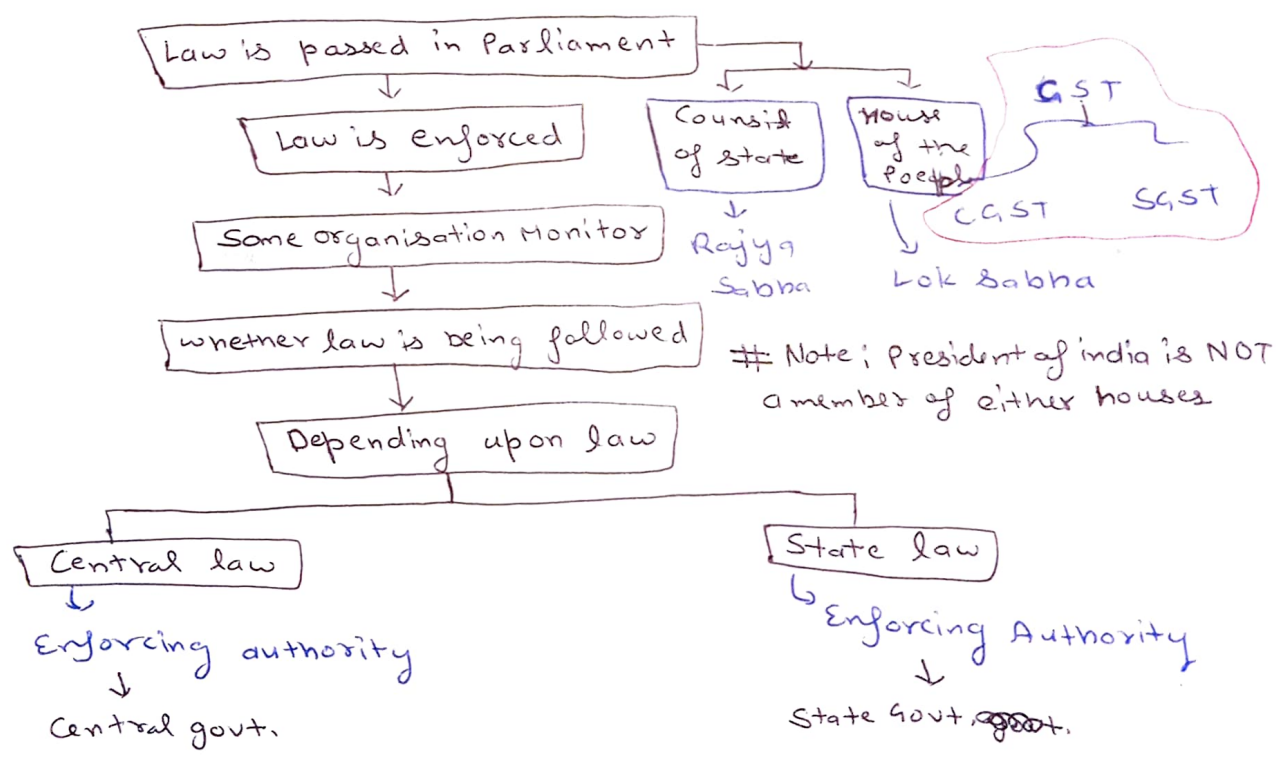 Law is passed in Parliament
Law is enforced
Some organisation Monitor
whether law is being followed
Depending upon law
Counsil
of state
Rajya
Sabha
House
of the
Poeple
Lok Sabha
GST
CGST
SGST
# Note; President of india is NOT
a member of either houses
Central law
Enforcing authority
Central govt.
State law
Enforcing Authority
State Govt.